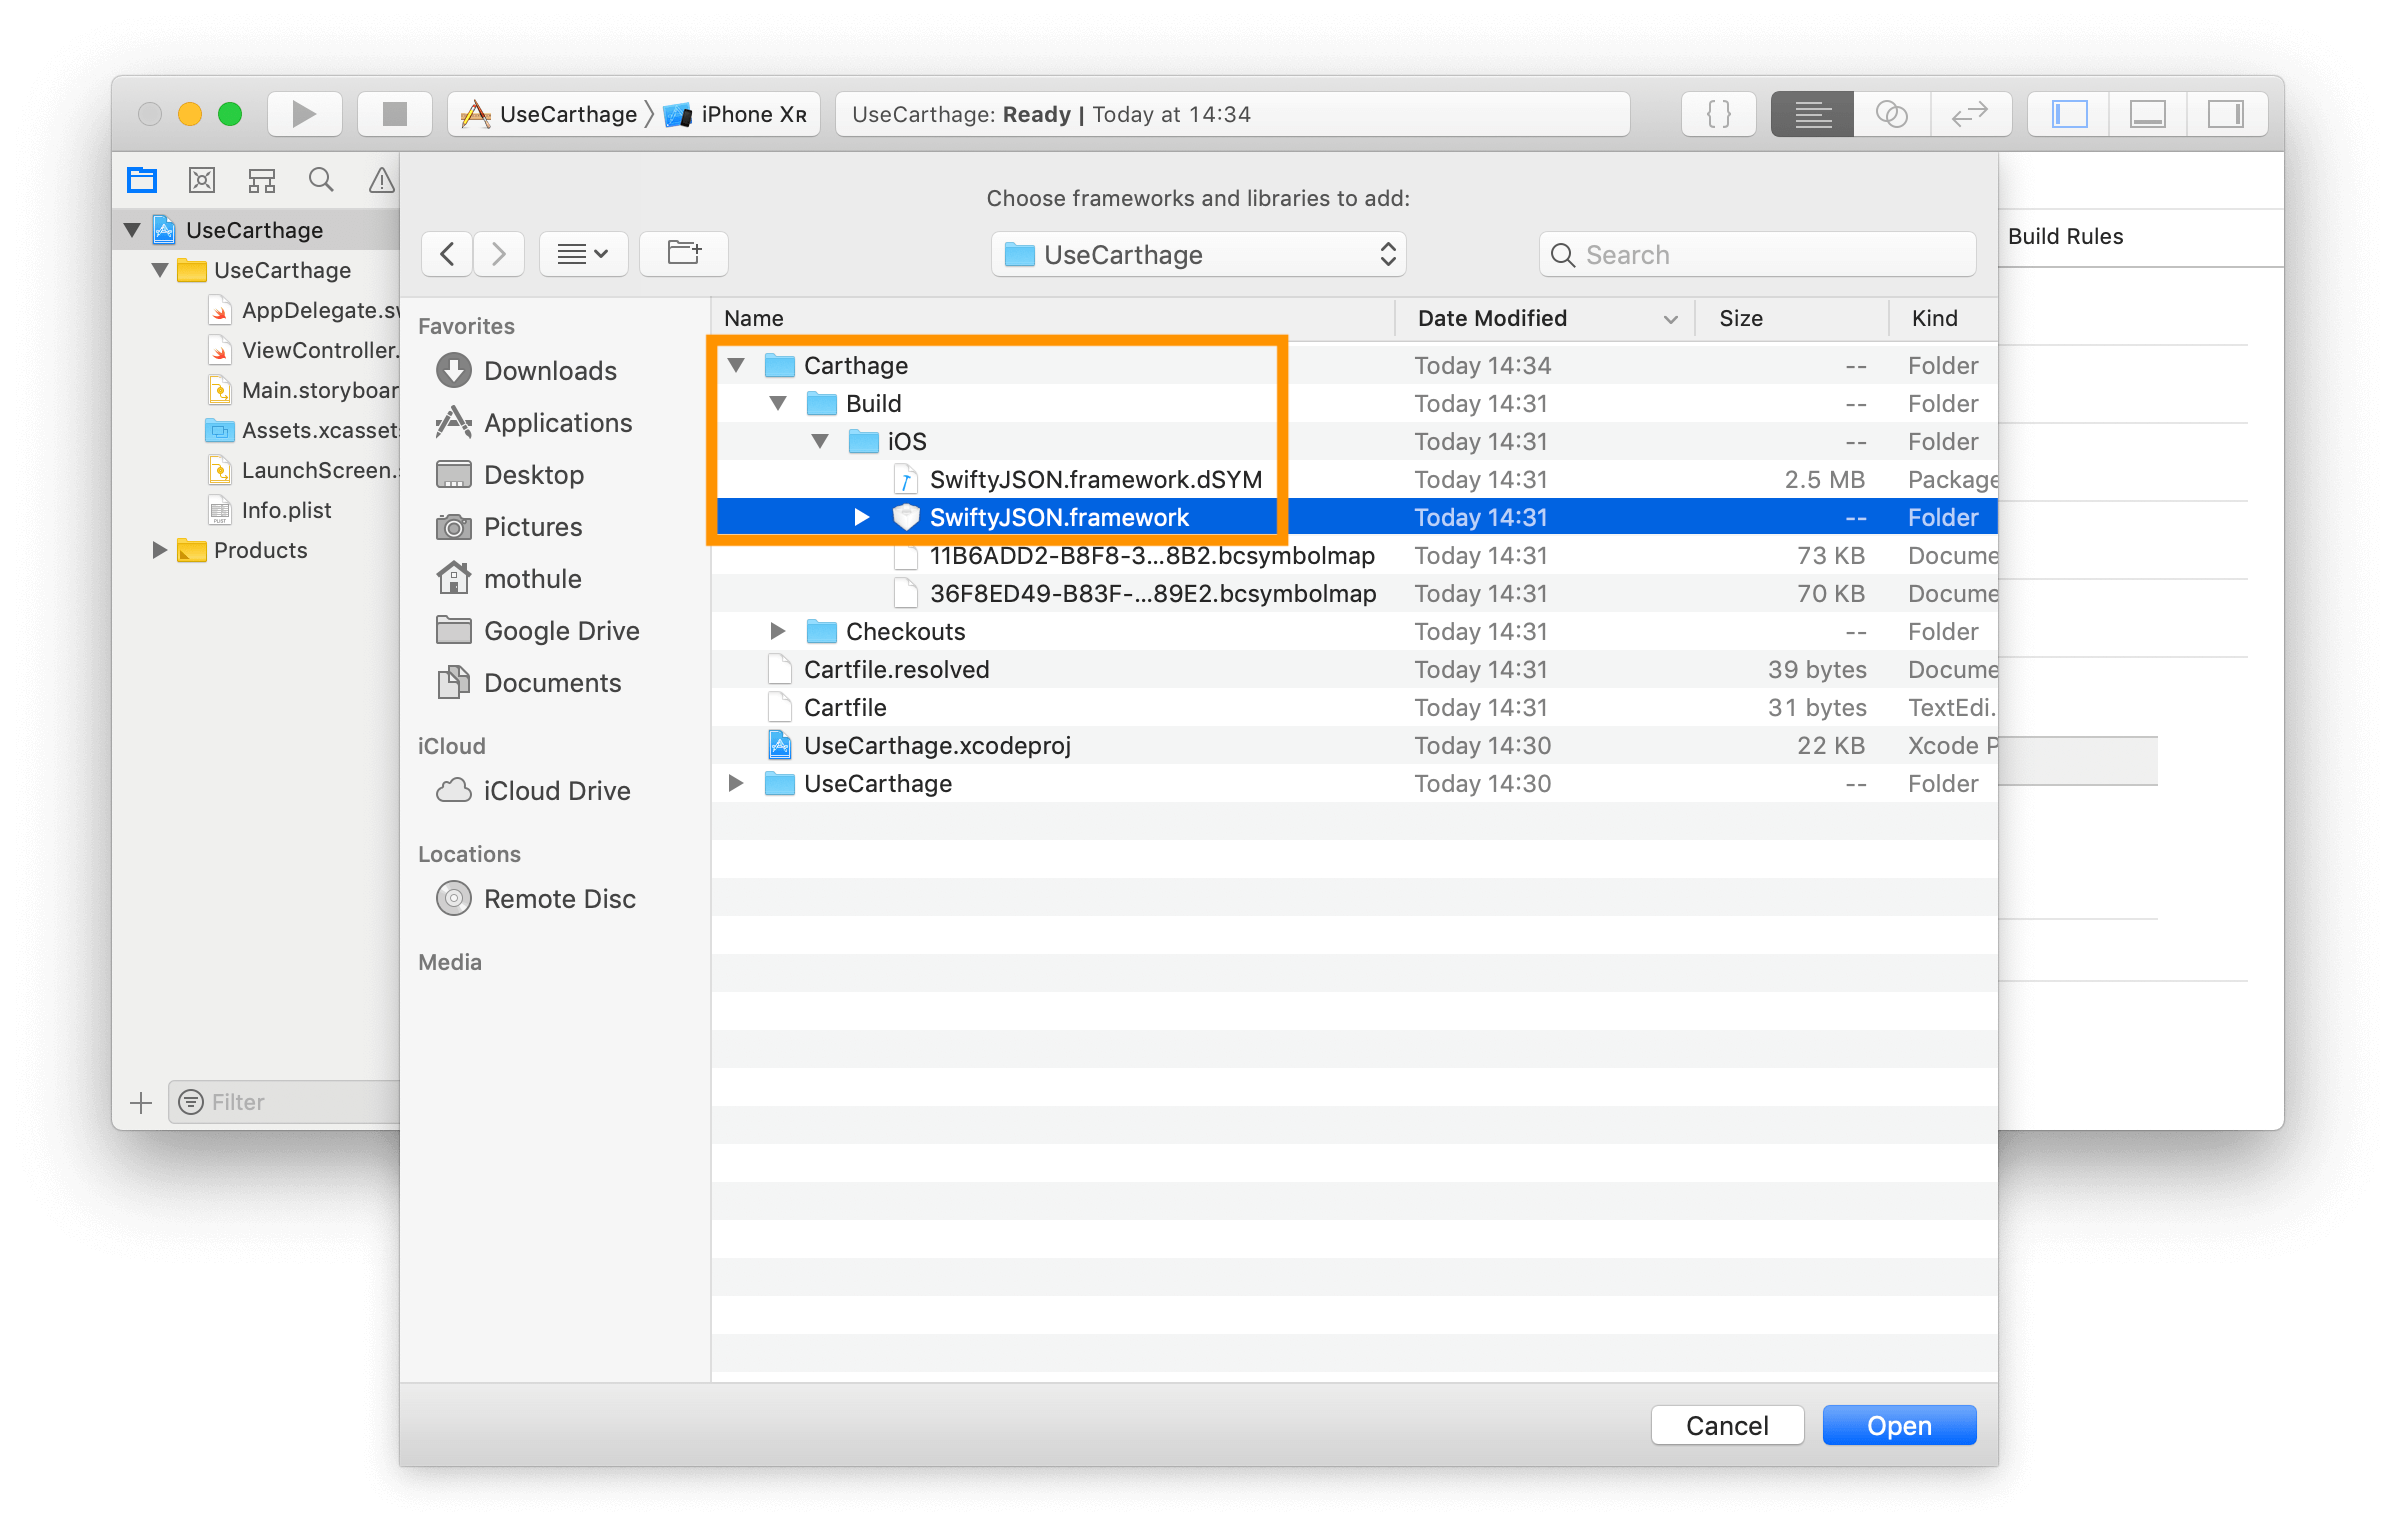 UseCarthage 〉 iPhone Xʀ
UseCarthage: Ready | Today at 14:34
Choose frameworks and libraries to add:
UseCarthage
Search
Build Rules
UseCarthage
UseCarthage
AppDelegate.sw
ViewController.
Main.storyboar
Assets.xcassets
LaunchScreen.s
Info.plist
Products
Filter
Favorites
Downloads
Applications
Desktop
Pictures
mothule
Google Drive
Documents
iCloud
iCloud Drive
Locations
Remote Disc
Media
Name Date Modified Size Kind
Carthage Today 14:34 -- Folder
Build Today 14:31 -- Folder
iOS Today 14:31 -- Folder
SwiftyJSON.framework.dSYM Today 14:31 2.5 MB Package
SwiftyJSON.framework Today 14:31 -- Folder
11B6ADD2-B8F8-3...8B2.bcsymbolmap Today 14:31 73 KB Docume
36F8ED49-B83F-...89E2.bcsymbolmap Today 14:31 70 KB Docume
Checkouts Today 14:31 -- Folder
Cartfile.resolved Today 14:31 39 bytes Docume
Cartfile Today 14:31 31 bytes TextEdi.
UseCarthage.xcodeproj Today 14:30 22 KB Xcode P
UseCarthage Today 14:30 -- Folder
Cancel Open